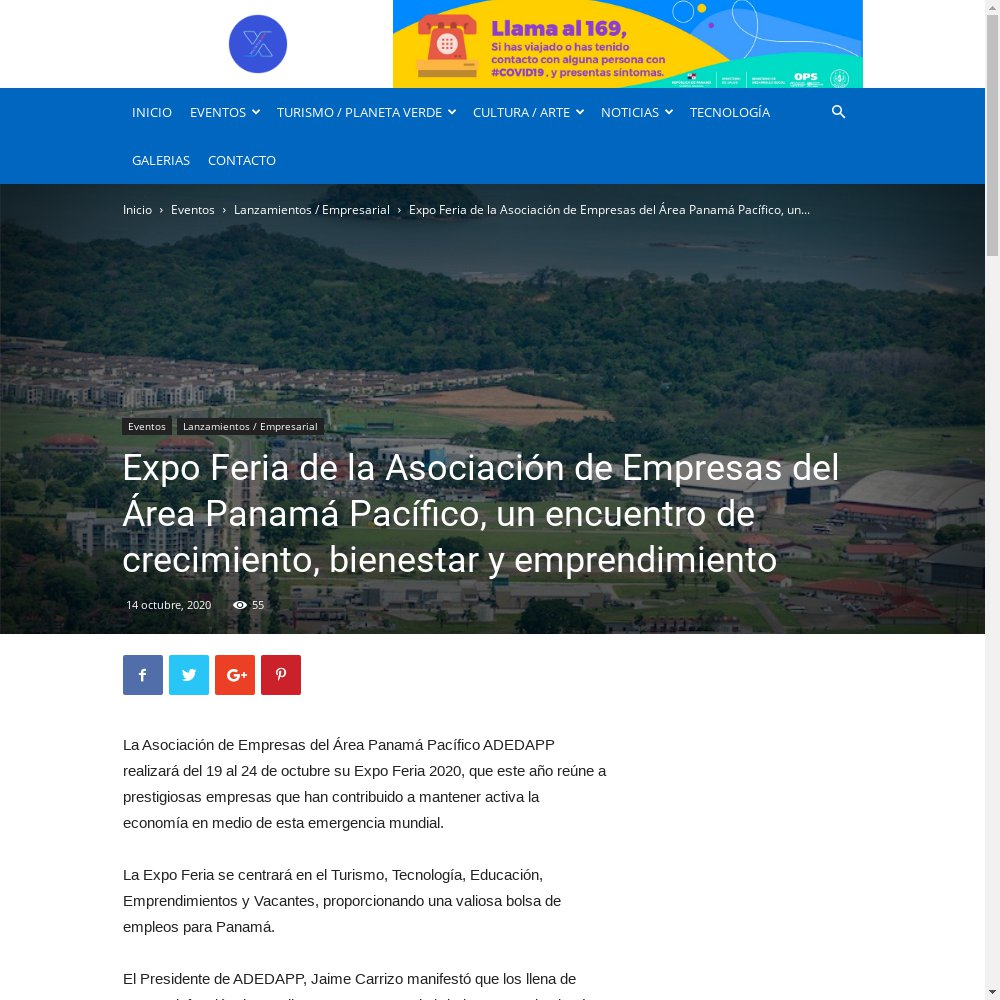 Llama al 169,
Si has viajado o has tenido
contacto con alguna persona con
#COVID19 , y presentas síntomas.
OPS
INICIO EVENTOS TURISMO / PLANETA VERDE CULTURA / ARTE NOTICIAS TECNOLOGÍA
GALERIAS CONTACTO
Inicio › Eventos › Lanzamientos / Empresarial › Expo Feria de la Asociación de Empresas del Área Panamá Pacífico, un...
Eventos Lanzamientos / Empresarial
Expo Feria de la Asociación de Empresas del
Área Panamá Pacífico, un encuentro de
crecimiento, bienestar y emprendimiento
14 octubre, 2020 55
La Asociación de Empresas del Área Panamá Pacífico ADEDAPP
realizará del 19 al 24 de octubre su Expo Feria 2020, que este año reúne a
prestigiosas empresas que han contribuido a mantener activa la
economía en medio de esta emergencia mundial.
La Expo Feria se centrará en el Turismo, Tecnología, Educación,
Emprendimientos y Vacantes, proporcionando una valiosa bolsa de
empleos para Panamá.
El Presidente de ADEDAPP, Jaime Carrizo manifestó que los llena de